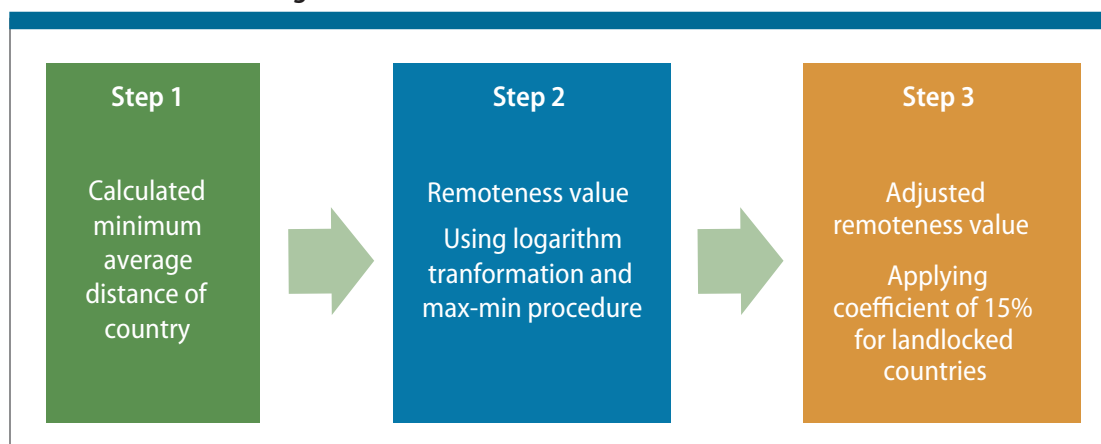 Step 1
Calculated
minimum
average
distance of
country
Step 2
Remoteness value
Using logarithm
tranformation and
max-min procedure
Step 3
Adjusted
remoteness value
Applying
coefficient of 15%
for landlocked
countries